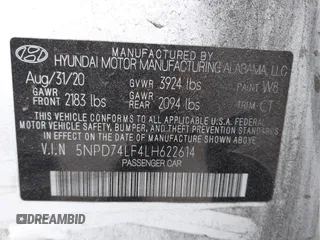 MANUFACTURED BY
HYUNDAI MOTOR MANUFACTURING ALABAMA, LLC
Aug/31/20 GVWR 3924 lbs PAINT W8
GAWR FRONT 2183 lbs GAWR REAR 2094 lbs TRIM CT
THIS VEHICLE CONFORMS TO ALL APPLICABLE
U.S. FEDERAL MOTOR VEHICLE SAFETY, BUMPER,
AND THEFT PREVENTION STANDARDS IN EFFECT ON
THE DATE OF MANUFACTURE SHOWN ABOVE.
V.I.N 5NPD74LF4LH622614
PASSENGER CAR
DREAMBID